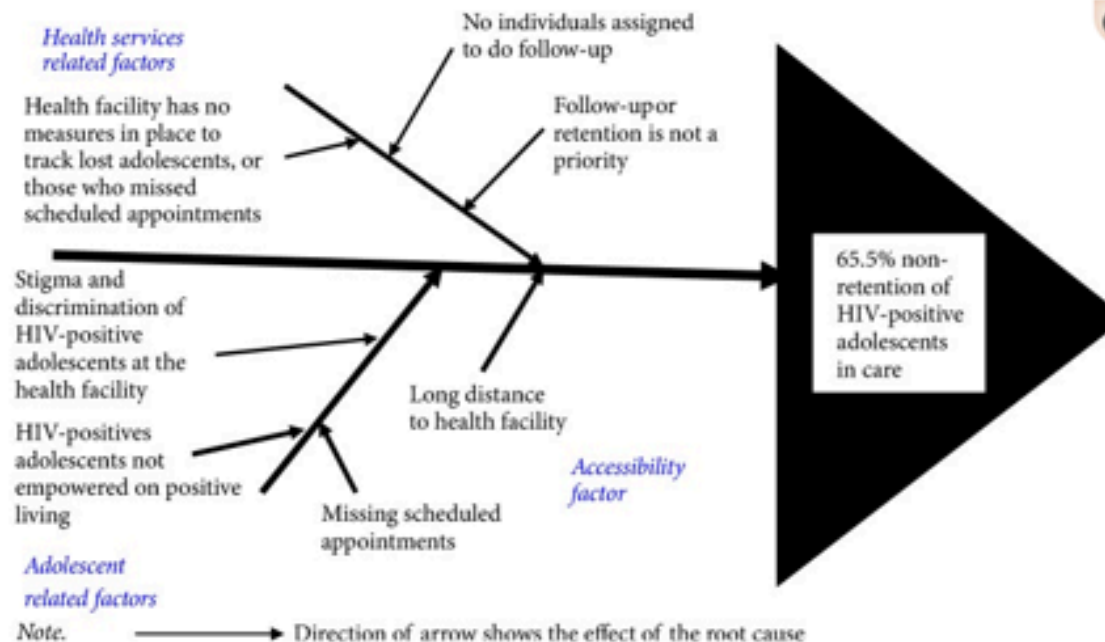 Health services
related factors
No individuals assigned
to do follow-up
Health facility has no
measures in place to
track lost adolescents, or
those who missed
scheduled appointments
Follow-upor
retention is not a
priority
65.5% non-
retention of
HIV-positive
adolescents
in care
Stigma and
discrimination of
HIV-positive
adolescents at the
health facility
Long distance
to health facility
HIV-positives
adolescents not
empowered on positive
living
Accessibility
factor
Missing scheduled
appointments
Adolescent
related factors
Note. Direction of arrow shows the effect of the root cause